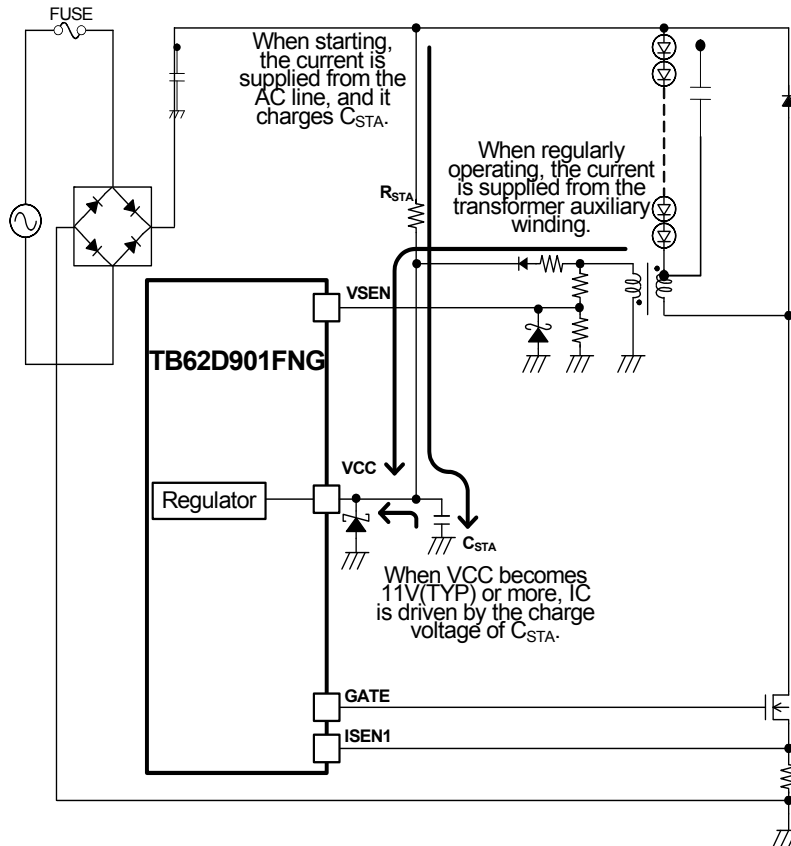 FUSE
When starting,
the current is
supplied from the
AC line, and it
charges CSTA.
When regularly
operating, the current
is supplied from the
transformer auxiliary
winding.
RSTA
VSEN
TB62D901FNG
VCC
Regulator
CSTA
When VCC becomes
11V(TYP) or more, IC
is driven by the charge
voltage of CSTA.
GATE
ISEN1